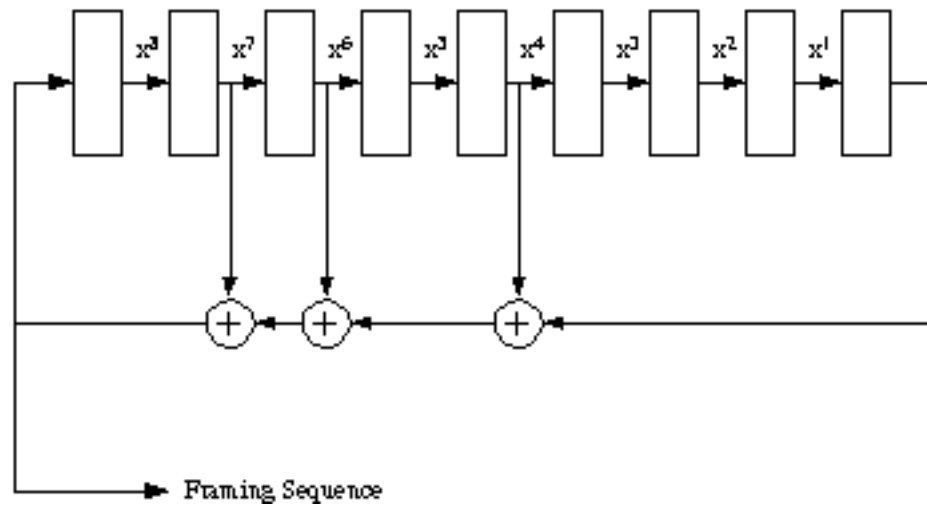 x⁸ x⁷ x⁶ x⁵ x⁴ x³ x² x¹
Framing Sequence